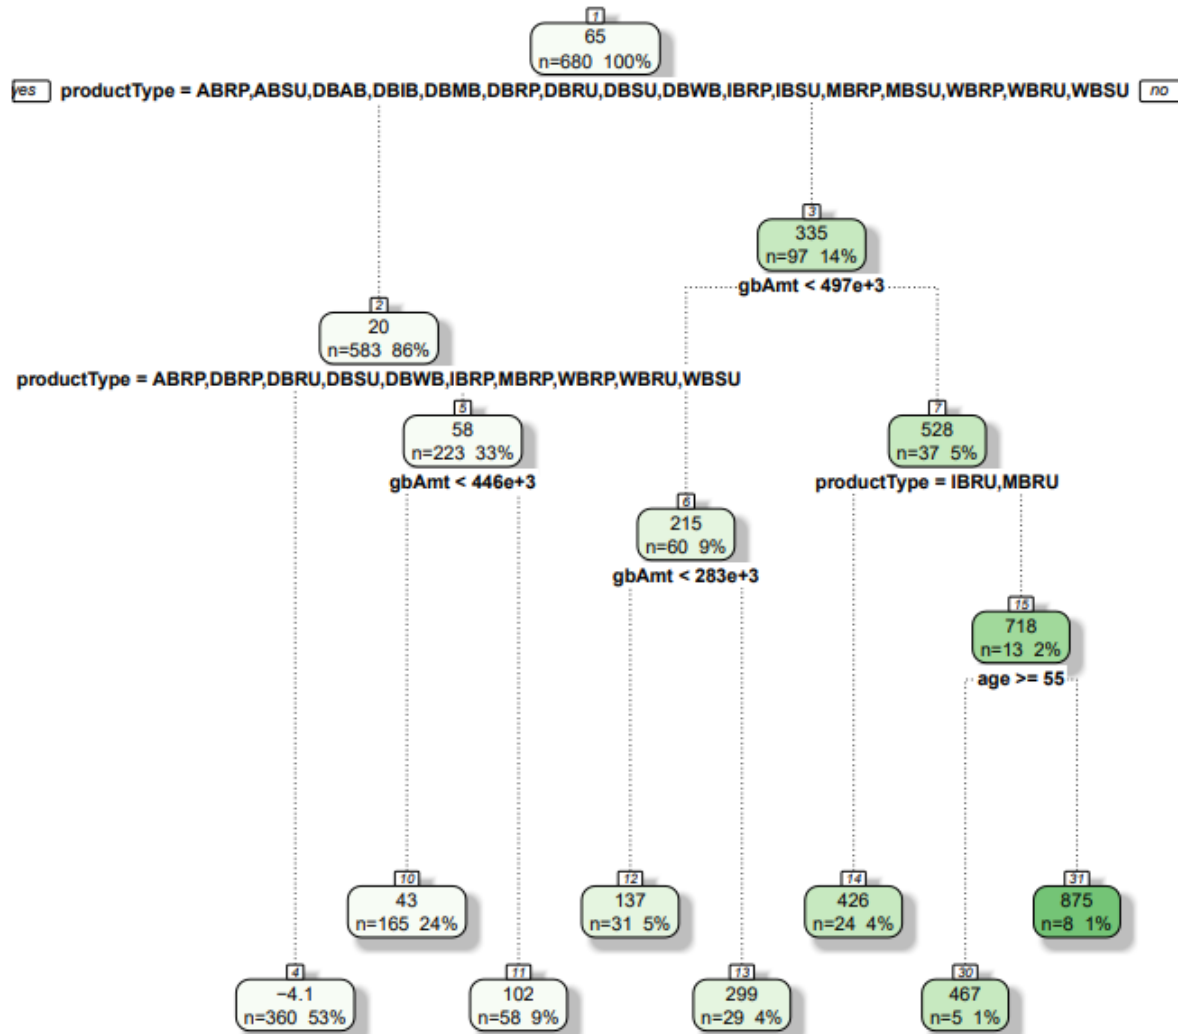 1
65
n=680 100%
yes productType = ABRP,ABSU,DBAB,DBIB,DBMB,DBRP,DBRU,DBSU,DBWB,IBRP,IBSU,MBRP,MBSU,WBRP,WBRU,WBSU no
3
335
n=97 14%
gbAmt < 497e+3
2
20
n=583 86%
productType = ABRP,DBRP,DBRU,DBSU,DBWB,IBRP,MBRP,WBRP,WBRU,WBSU
5
58
n=223 33%
gbAmt < 446e+3
7
528
n=37 5%
productType = IBRU,MBRU
6
215
n=60 9%
gbAmt < 283e+3
15
718
n=13 2%
age >= 55
10
43
n=165 24%
12
137
n=31 5%
14
426
n=24 4%
31
875
n=8 1%
4
−4.1
n=360 53%
11
102
n=58 9%
13
299
n=29 4%
30
467
n=5 1%